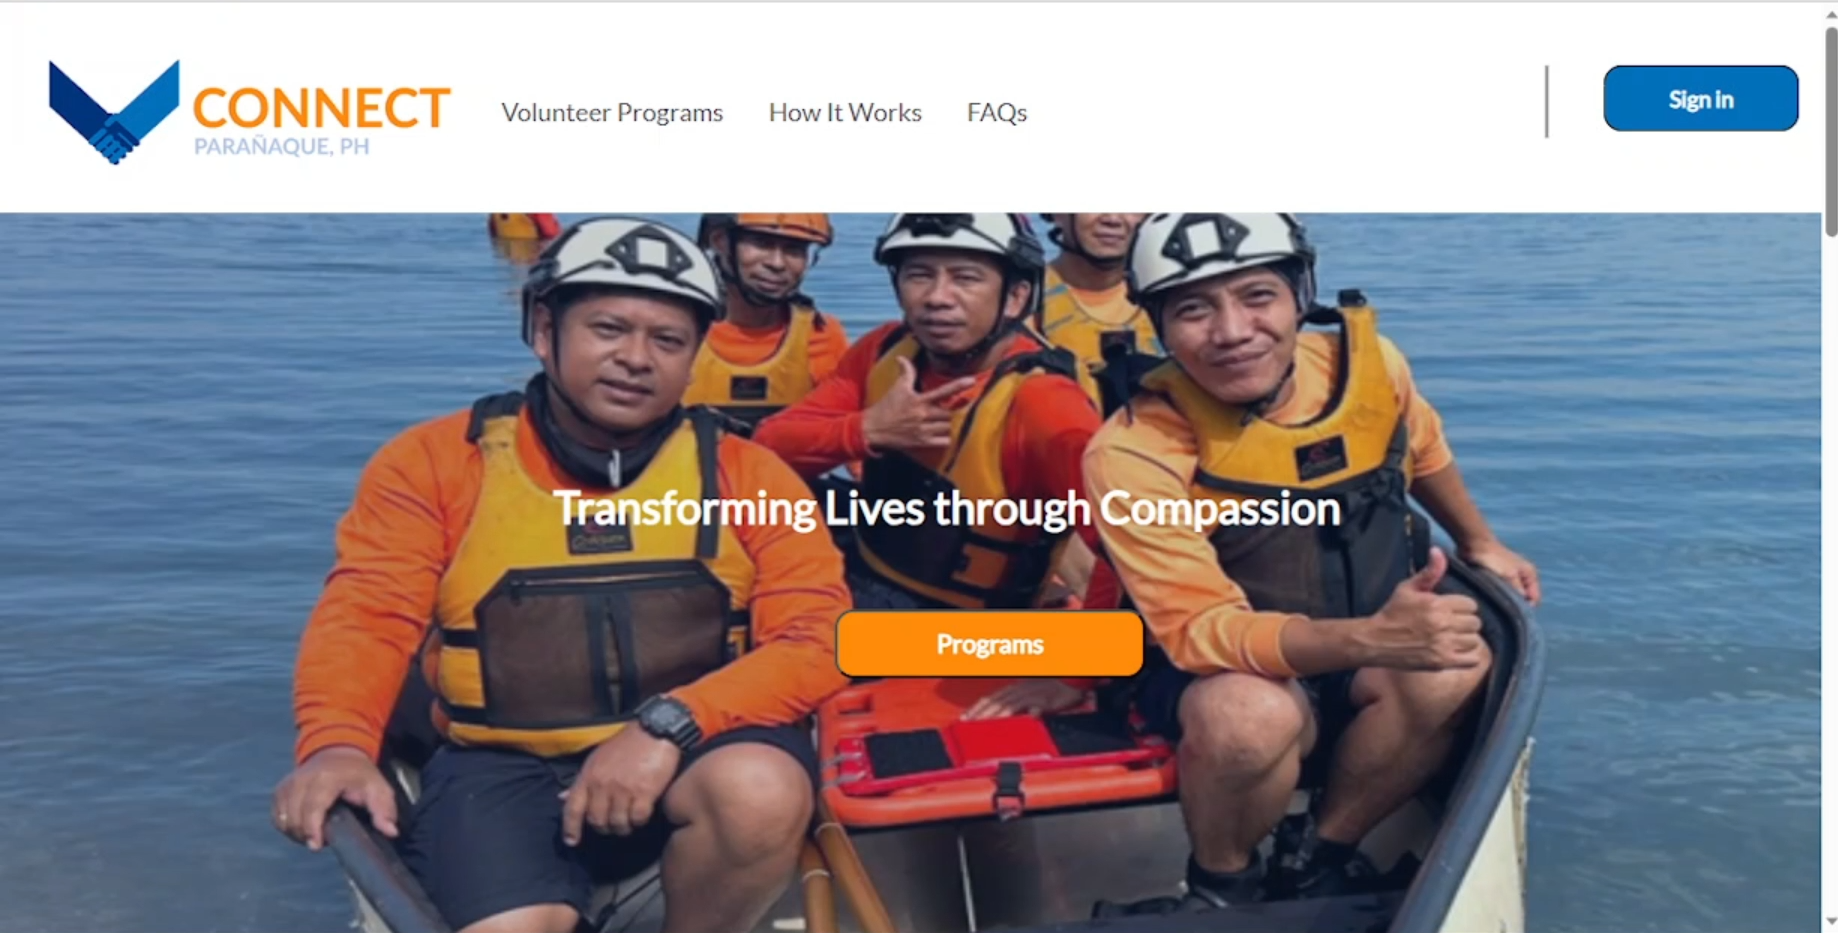 CONNECT
PARAÑAQUE, PH
Volunteer Programs
How It Works
FAQs
Sign in
Transforming Lives through Compassion
Programs